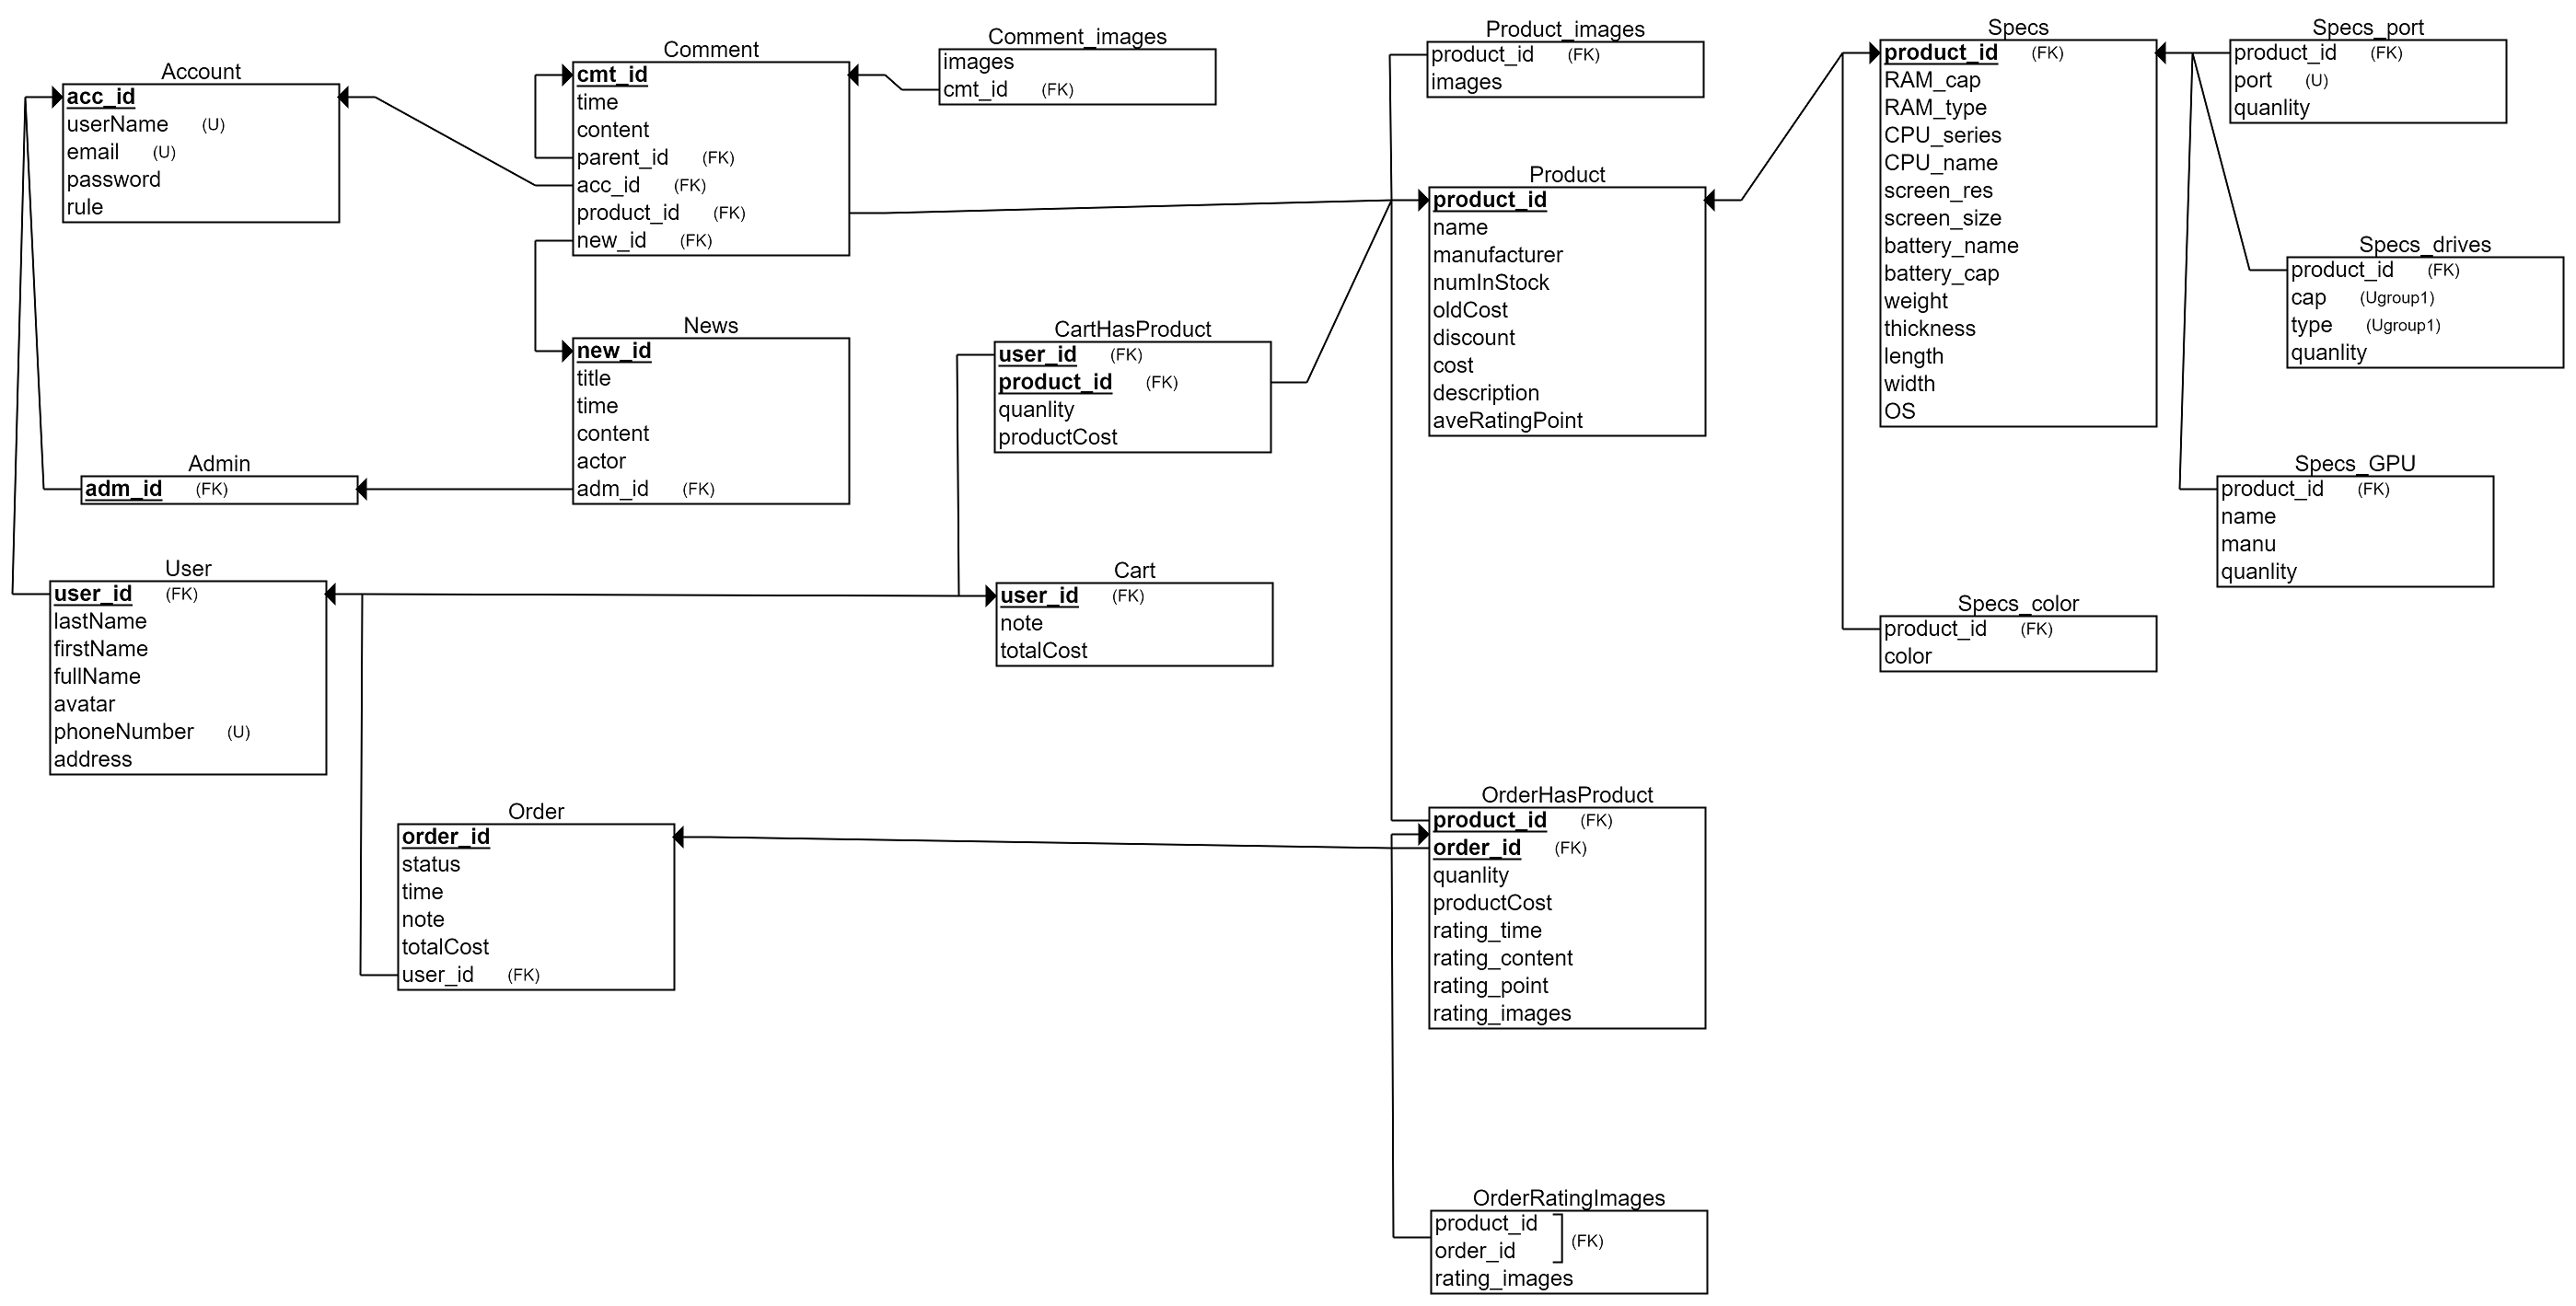 Account
acc_id
userName (U)
email (U)
password
rule
Comment
cmt_id
time
content
parent_id (FK)
acc_id (FK)
product_id (FK)
new_id (FK)
Comment_images
images
cmt_id (FK)
Product_images
product_id (FK)
images
Specs
product_id (FK)
RAM_cap
RAM_type
CPU_series
CPU_name
screen_res
screen_size
battery_name
battery_cap
weight
thickness
length
width
OS
Specs_port
product_id (FK)
port (U)
quanlity
Product
product_id
name
manufacturer
numInStock
oldCost
discount
cost
description
aveRatingPoint
Specs_drives
product_id (FK)
cap (Ugroup1)
type (Ugroup1)
quanlity
News
new_id
title
time
content
actor
adm_id (FK)
CartHasProduct
user_id (FK)
product_id (FK)
quanlity
productCost
Admin
adm_id (FK)
Specs_GPU
product_id (FK)
name
manu
quanlity
User
user_id (FK)
lastName
firstName
fullName
avatar
phoneNumber (U)
address
Cart
user_id (FK)
note
totalCost
Specs_color
product_id (FK)
color
Order
order_id
status
time
note
totalCost
user_id (FK)
OrderHasProduct
product_id (FK)
order_id (FK)
quanlity
productCost
rating_time
rating_content
rating_point
rating_images
OrderRatingImages
product_id
order_id
(FK)
rating_images